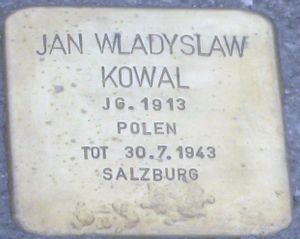 JAN WLADYSLAW
KOWAL
JG. 1913
POLEN
TOT 30.7.1943
SALZBURG